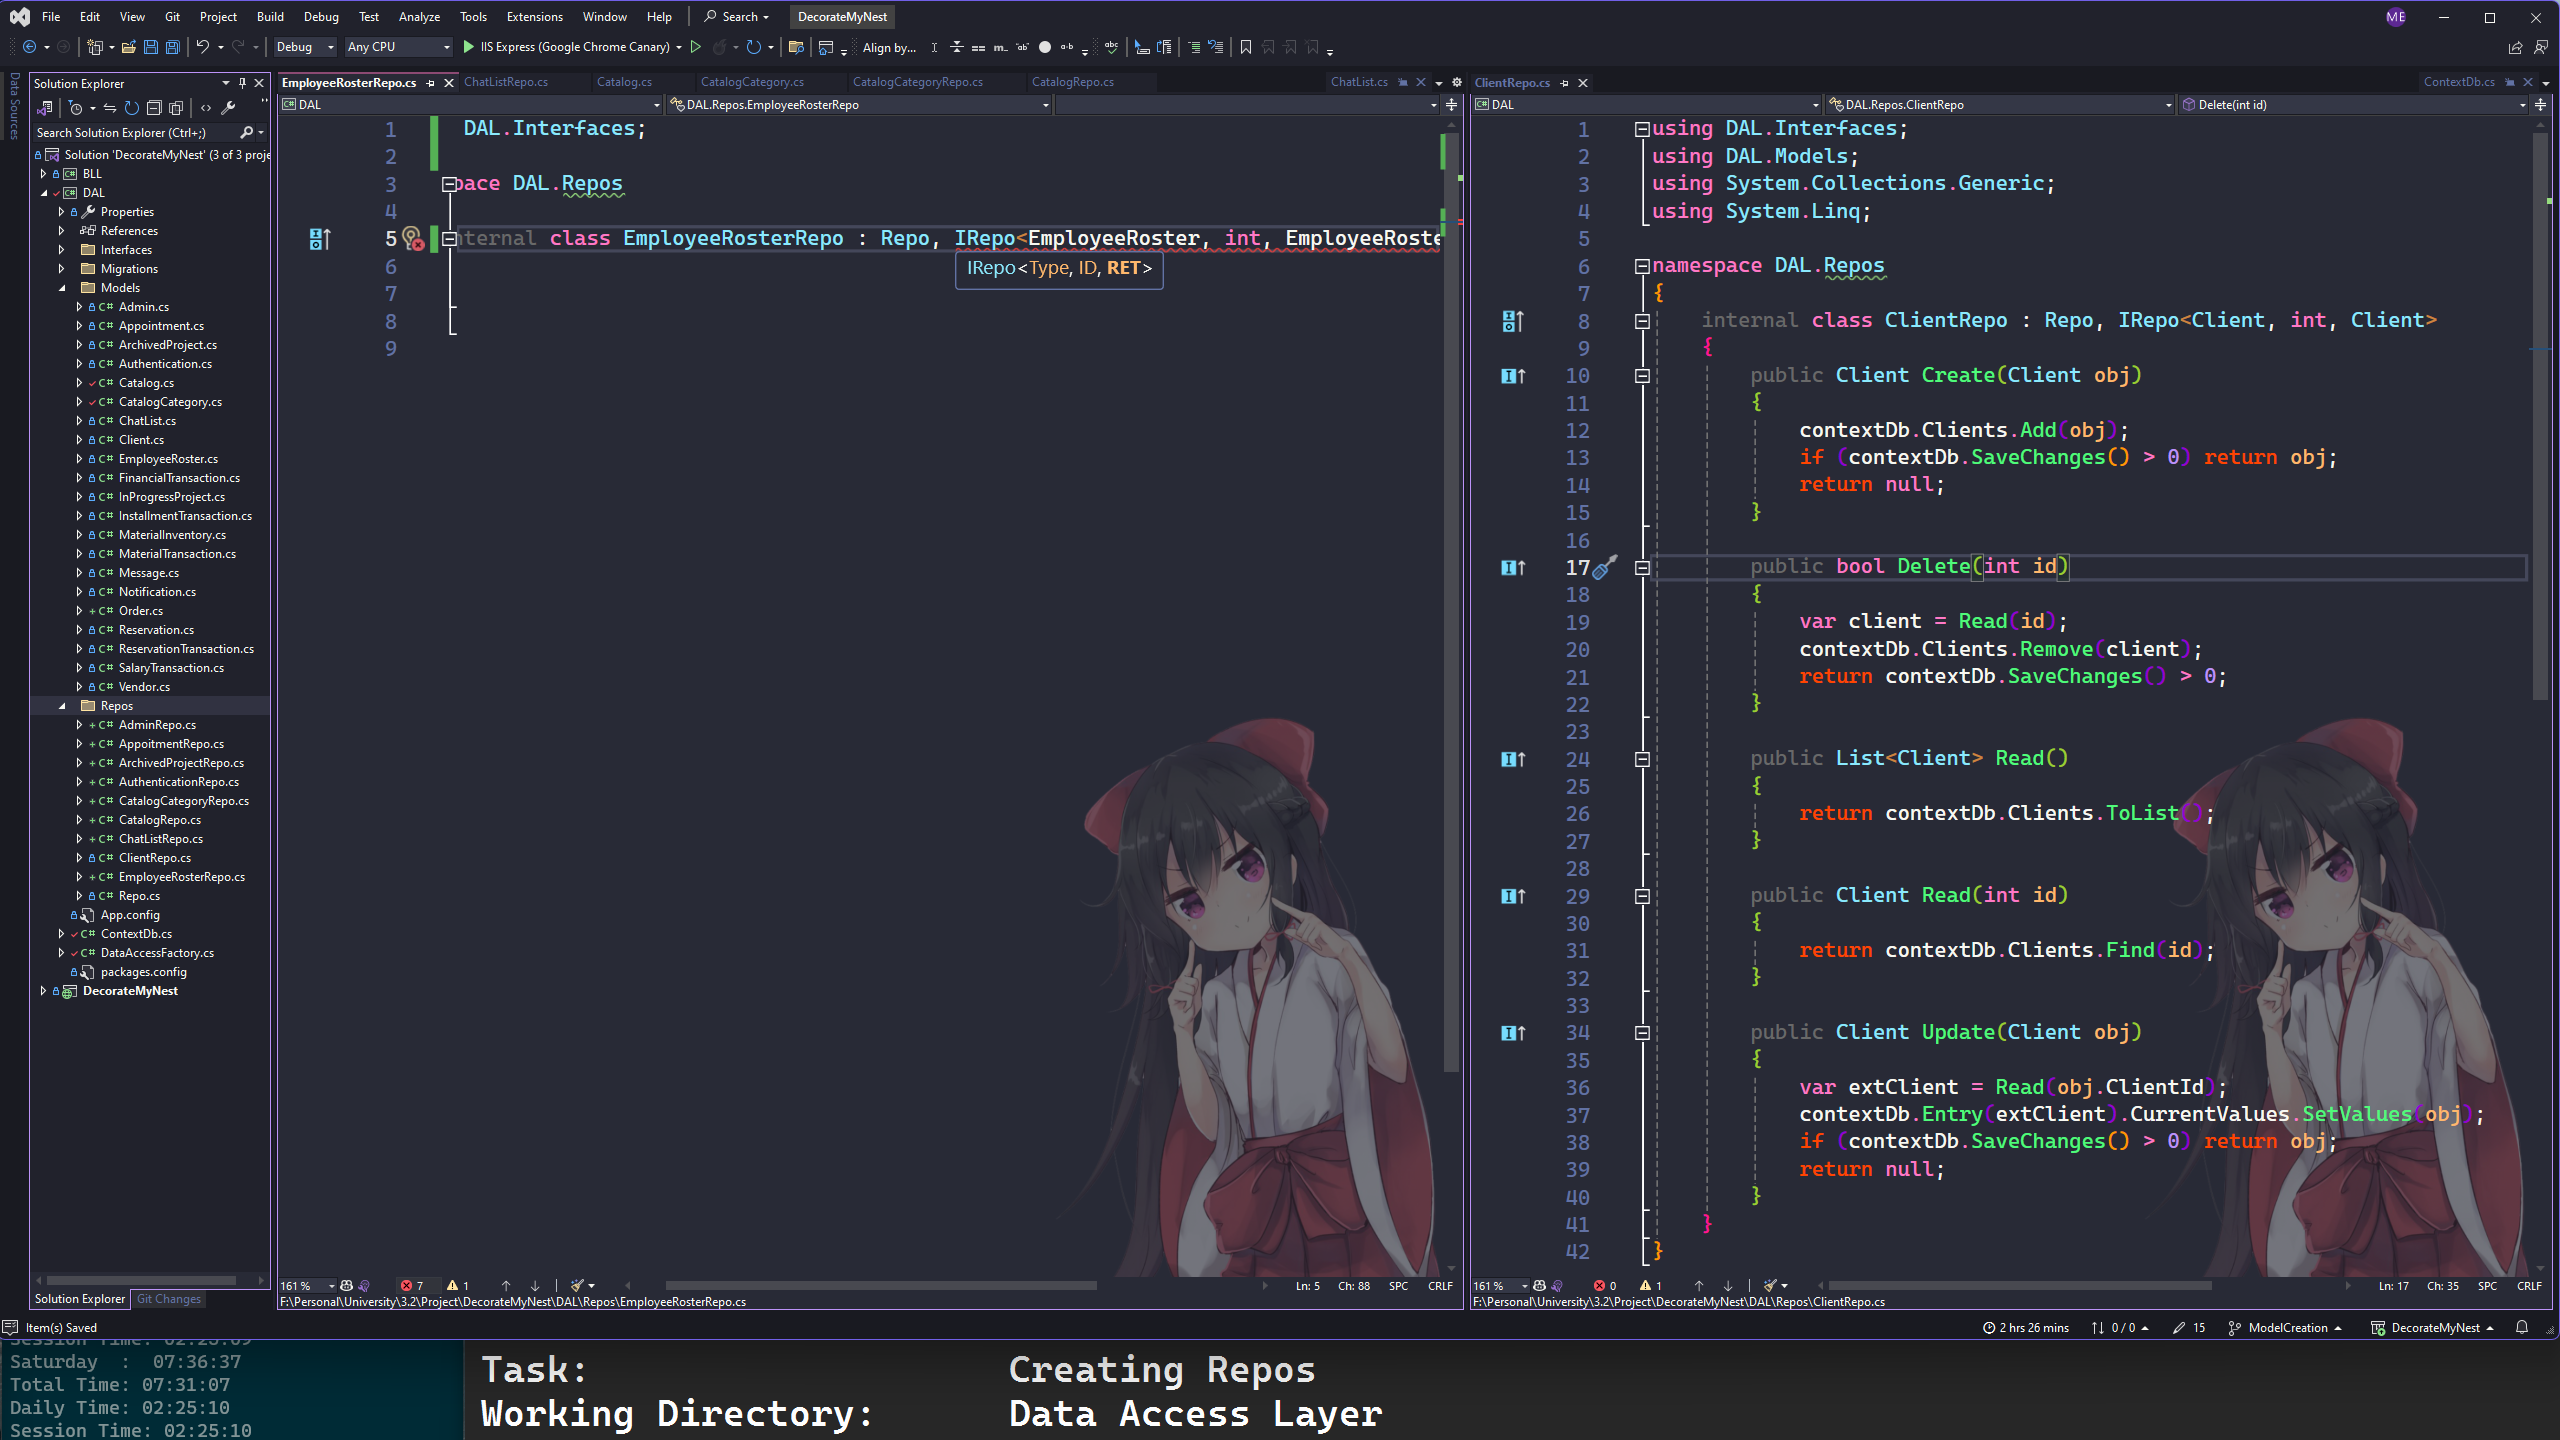 File Edit View Git Project Build Debug Test Analyze Tools Extensions Window Help Search DecorateMyNest ME
Debug Any CPU IIS Express (Google Chrome Canary) Align by...
Data Sources
Solution Explorer
Search Solution Explorer (Ctrl+;)
Solution 'DecorateMyNest' (3 of 3 proje
BLL
DAL
Properties
References
Interfaces
Migrations
Models
Admin.cs
Appointment.cs
ArchivedProject.cs
Authentication.cs
Catalog.cs
CatalogCategory.cs
ChatList.cs
Client.cs
EmployeeRoster.cs
FinancialTransaction.cs
InProgressProject.cs
InstallmentTransaction.cs
MaterialInventory.cs
MaterialTransaction.cs
Message.cs
Notification.cs
Order.cs
Reservation.cs
ReservationTransaction.cs
SalaryTransaction.cs
Vendor.cs
Repos
AdminRepo.cs
AppoitmentRepo.cs
ArchivedProjectRepo.cs
AuthenticationRepo.cs
CatalogCategoryRepo.cs
CatalogRepo.cs
ChatListRepo.cs
ClientRepo.cs
EmployeeRosterRepo.cs
Repo.cs
App.config
ContextDb.cs
DataAccessFactory.cs
packages.config
DecorateMyNest
Solution Explorer Git Changes
EmployeeRosterRepo.cs ChatListRepo.cs Catalog.cs CatalogCategory.cs CatalogCategoryRepo.cs CatalogRepo.cs ChatList.cs
DAL DAL.Repos.EmployeeRosterRepo
1 DAL.Interfaces;
2
3 pace DAL.Repos
4
5 nternal class EmployeeRosterRepo : Repo, IRepo<EmployeeRoster, int, EmployeeRoste
6 IRepo<Type, ID, RET>
7
8
9
161 % 7 1 Ln: 5 Ch: 88 SPC CRLF
F:\Personal\University\3.2\Project\DecorateMyNest\DAL\Repos\EmployeeRosterRepo.cs
ClientRepo.cs ContextDb.cs
DAL DAL.Repos.ClientRepo Delete(int id)
1 using DAL.Interfaces;
2 using DAL.Models;
3 using System.Collections.Generic;
4 using System.Linq;
5
6 namespace DAL.Repos
7 {
8 internal class ClientRepo : Repo, IRepo<Client, int, Client>
9 {
10 public Client Create(Client obj)
11 {
12 contextDb.Clients.Add(obj);
13 if (contextDb.SaveChanges() > 0) return obj;
14 return null;
15 }
16
17 public bool Delete(int id)
18 {
19 var client = Read(id);
20 contextDb.Clients.Remove(client);
21 return contextDb.SaveChanges() > 0;
22 }
23
24 public List<Client> Read()
25 {
26 return contextDb.Clients.ToList();
27 }
28
29 public Client Read(int id)
30 {
31 return contextDb.Clients.Find(id);
32 }
33
34 public Client Update(Client obj)
35 {
36 var extClient = Read(obj.ClientId);
37 contextDb.Entry(extClient).CurrentValues.SetValues(obj);
38 if (contextDb.SaveChanges() > 0) return obj;
39 return null;
40 }
41 }
42 }
161 % 0 1 Ln: 17 Ch: 35 SPC CRLF
F:\Personal\University\3.2\Project\DecorateMyNest\DAL\Repos\ClientRepo.cs
Item(s) Saved 2 hrs 26 mins 0 / 0 15 ModelCreation DecorateMyNest
Session Time: 02:25:09
Saturday : 07:36:37
Total Time: 07:31:07
Daily Time: 02:25:10
Session Time: 02:25:10
Task: Creating Repos
Working Directory: Data Access Layer